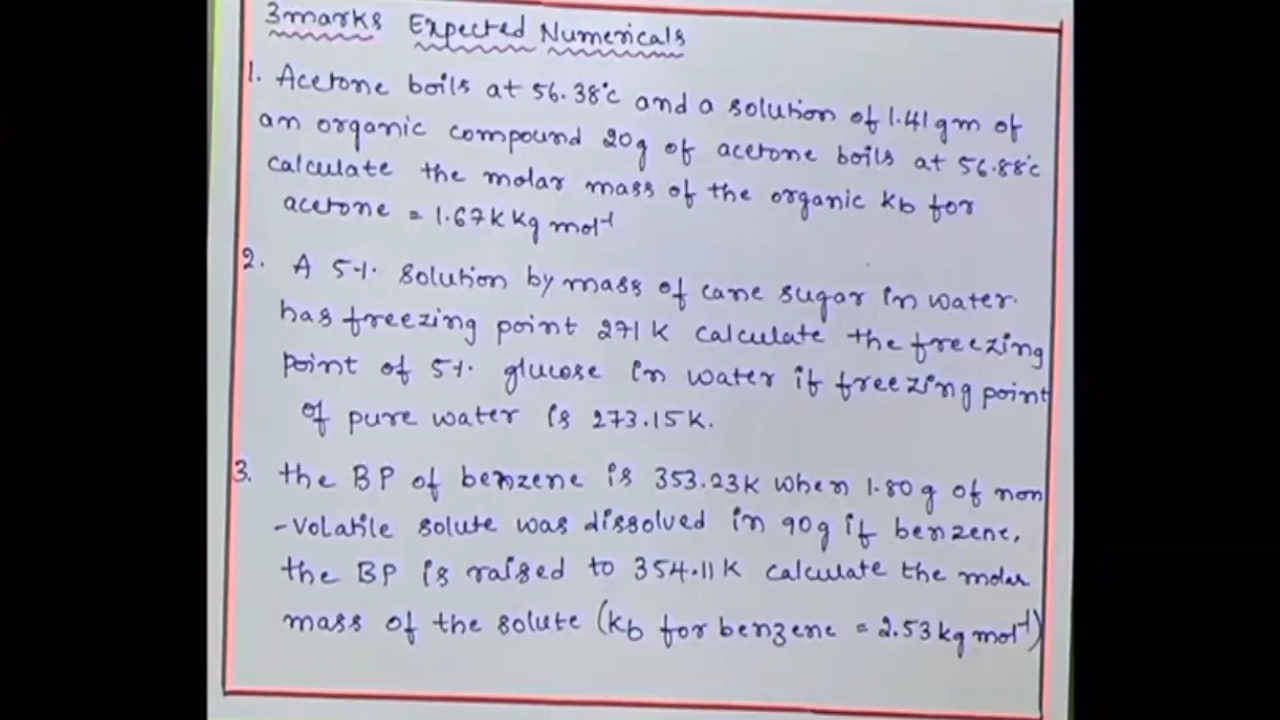 3marks Expected Numericals
1. Acetone boils at 56.38°c and a solution of 1.41gm of
an organic compound 20g of acetone boils at 56.88°c
calculate the molar mass of the organic kb for
acetone = 1.67K Kg mol⁻¹
2. A 5%. solution by mass of cane sugar in water.
has freezing point 271K calculate the freezing
point of 5%. glucose in water if freezing point
of pure water is 273.15K.
3. the BP of benzene is 353.23K when 1.80g of non
-volatile solute was dissolved in 90g if benzene,
the BP is raised to 354.11K calculate the molar
mass of the solute (kb for benzene = 2.53kg mol⁻¹)